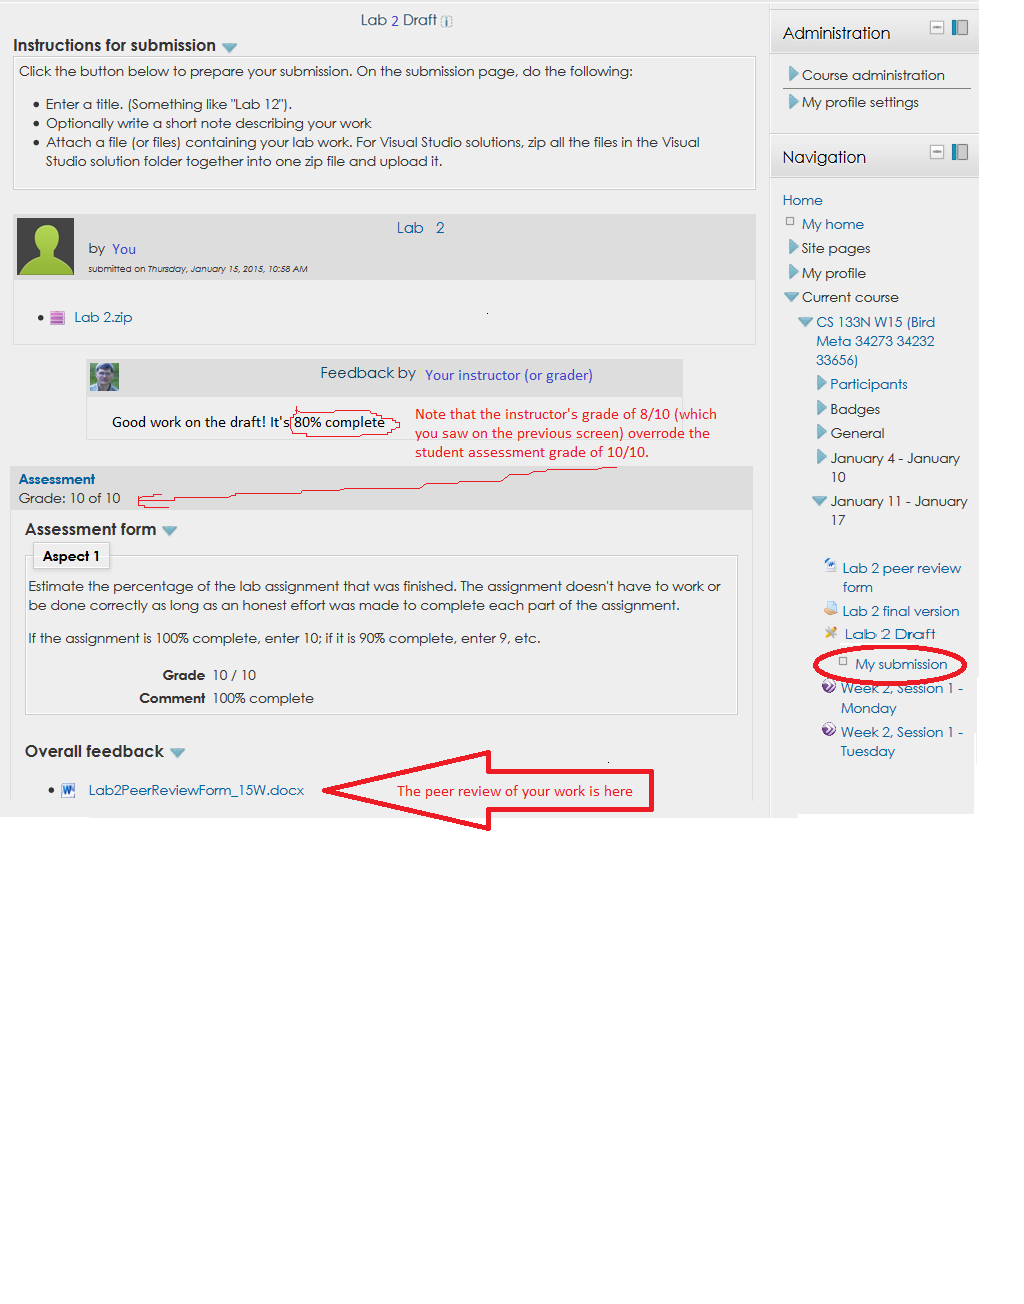 Lab 2 Draft
Instructions for submission
Click the button below to prepare your submission. On the submission page, do the following:
Enter a title. (Something like "Lab 12").
Optionally write a short note describing your work
Attach a file (or files) containing your lab work. For Visual Studio solutions, zip all the files in the Visual
Studio solution folder together into one zip file and upload it.
Lab 2
by You
submitted on Thursday, January 15, 2015, 10:58 AM
Lab 2.zip
Feedback by Your instructor (or grader)
Good work on the draft! It's 80% complete
Note that the instructor's grade of 8/10 (which
you saw on the previous screen) overrode the
student assessment grade of 10/10.
Assessment
Grade: 10 of 10
Assessment form
Aspect 1
Estimate the percentage of the lab assignment that was finished. The assignment doesn't have to work or
be done correctly as long as an honest effort was made to complete each part of the assignment.
If the assignment is 100% complete, enter 10; if it is 90% complete, enter 9, etc.
Grade 10 / 10
Comment 100% complete
Overall feedback
Lab2PeerReviewForm_15W.docx
The peer review of your work is here
Administration
Course administration
My profile settings
Navigation
Home
My home
Site pages
My profile
Current course
CS 133N W15 (Bird
Meta 34273 34232
33656)
Participants
Badges
General
January 4 - January
10
January 11 - January
17
Lab 2 peer review
form
Lab 2 final version
Lab 2 Draft
My submission
Week 2, Session 1 -
Monday
Week 2, Session 1 -
Tuesday